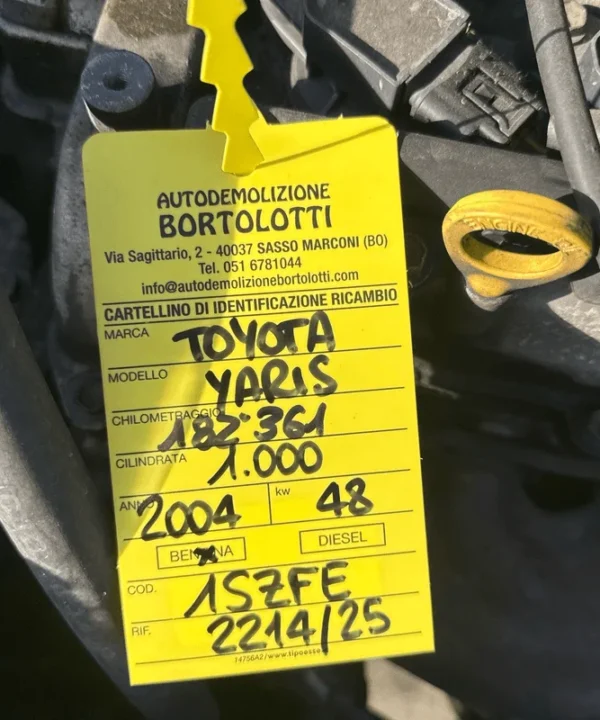 AUTODEMOLIZIONE
BORTOLOTTI
Via Sagittario, 2 - 40037 SASSO MARCONI (BO)
Tel. 051 6781044
info@autodemolizionebortolotti.com
CARTELLINO DI IDENTIFICAZIONE RICAMBIO
MARCA TOYOTA
MODELLO YARIS
CHILOMETRAGGIO 182.361
CILINDRATA 1.000
ANNO 2004 kw 48
BENZINA DIESEL
COD. 1SZFE
RIF. 2214/25
ENGINE